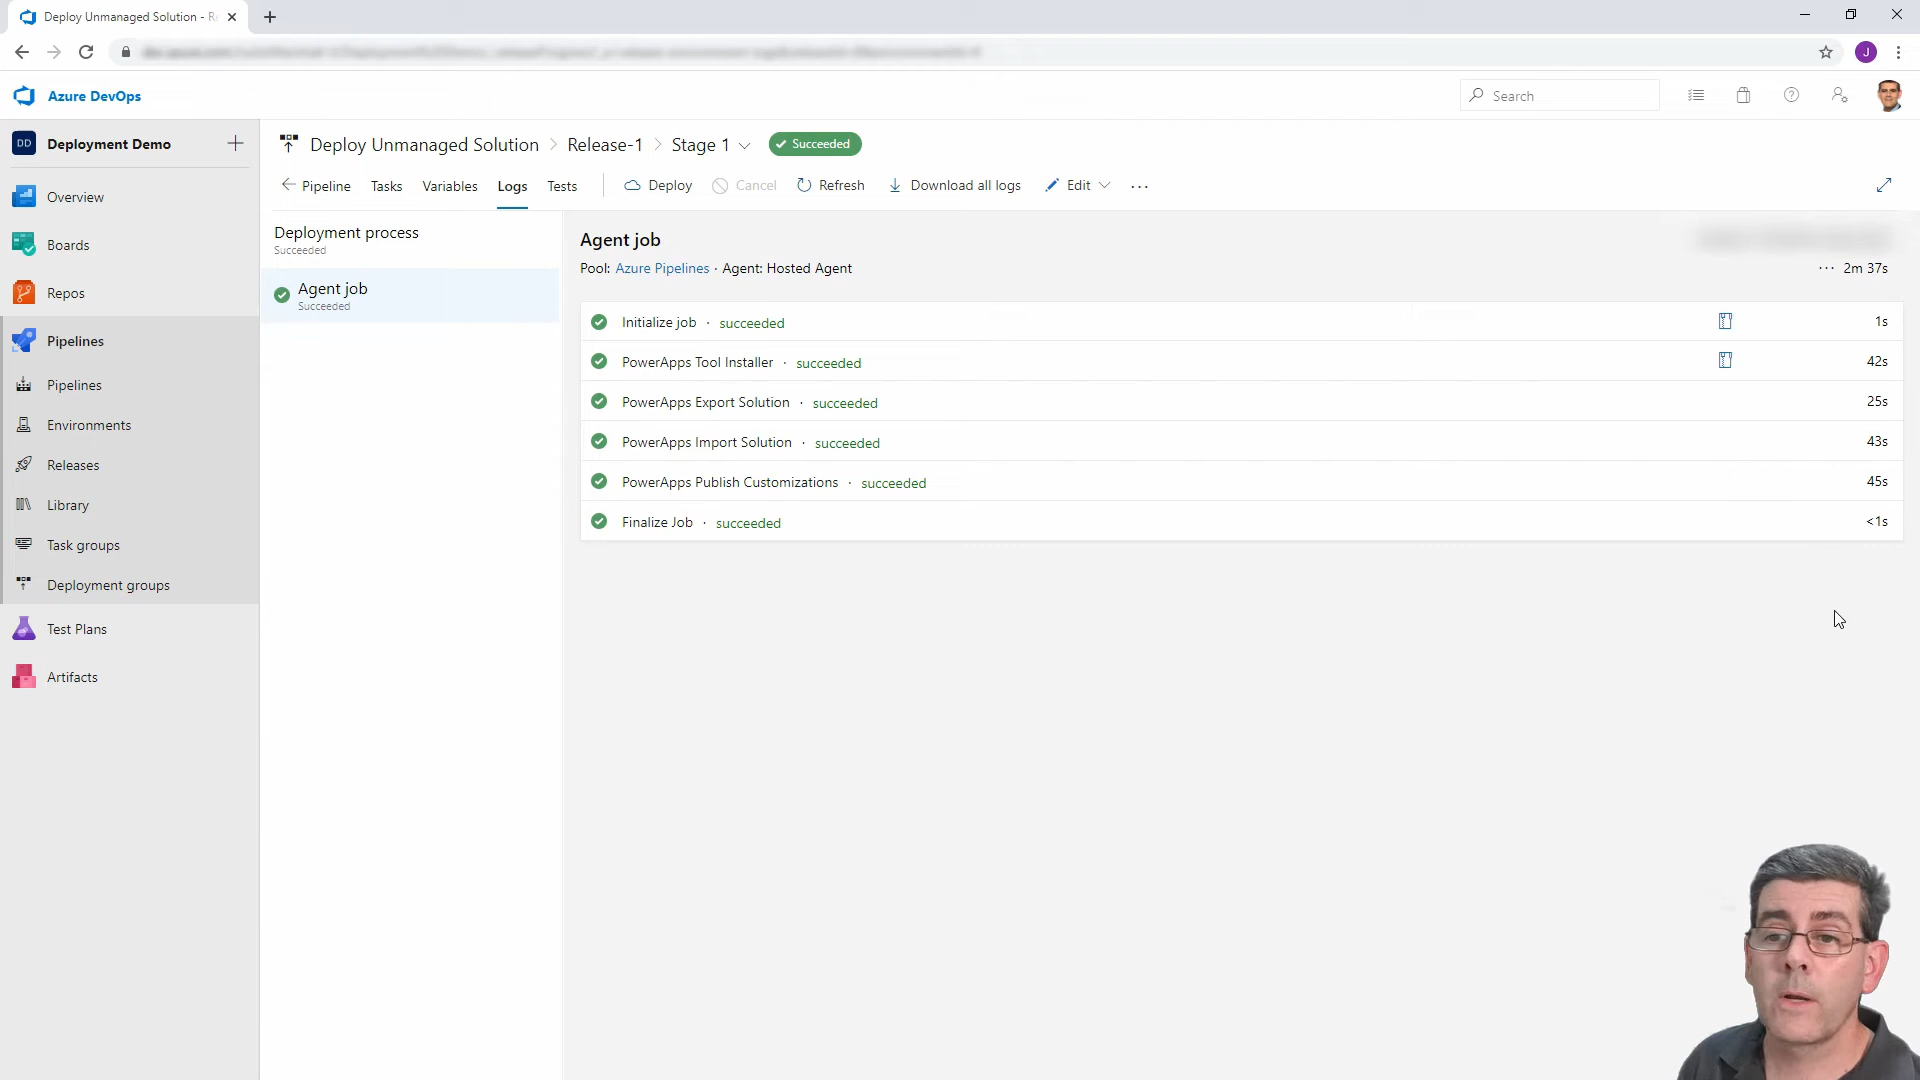 Deploy Unmanaged Solution - Re
Azure DevOps
Search
J
DD Deployment Demo
Overview
Boards
Repos
Pipelines
Pipelines
Environments
Releases
Library
Task groups
Deployment groups
Test Plans
Artifacts
Deploy Unmanaged Solution > Release-1 > Stage 1 Succeeded
Pipeline Tasks Variables Logs Tests Deploy Cancel Refresh Download all logs Edit ...
Deployment process
Succeeded
Agent job
Succeeded
Agent job
Pool: Azure Pipelines · Agent: Hosted Agent
... 2m 37s
Initialize job · succeeded 1s
PowerApps Tool Installer · succeeded 42s
PowerApps Export Solution · succeeded 25s
PowerApps Import Solution · succeeded 43s
PowerApps Publish Customizations · succeeded 45s
Finalize Job · succeeded <1s